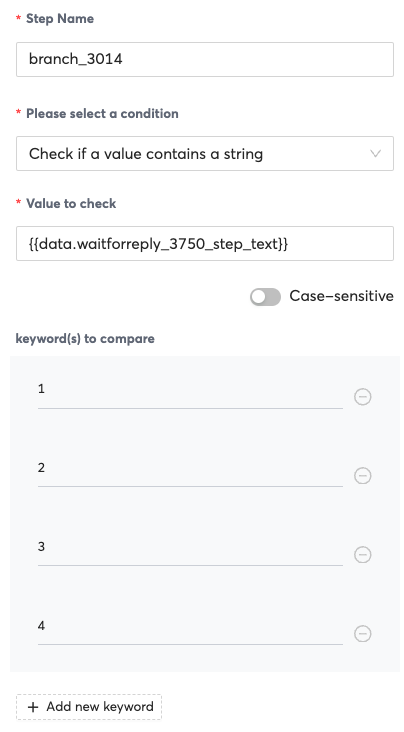 * Step Name
branch_3014
* Please select a condition
Check if a value contains a string
* Value to check
{{data.waitforreply_3750_step_text}}
Case-sensitive
keyword(s) to compare
1
2
3
4
+ Add new keyword